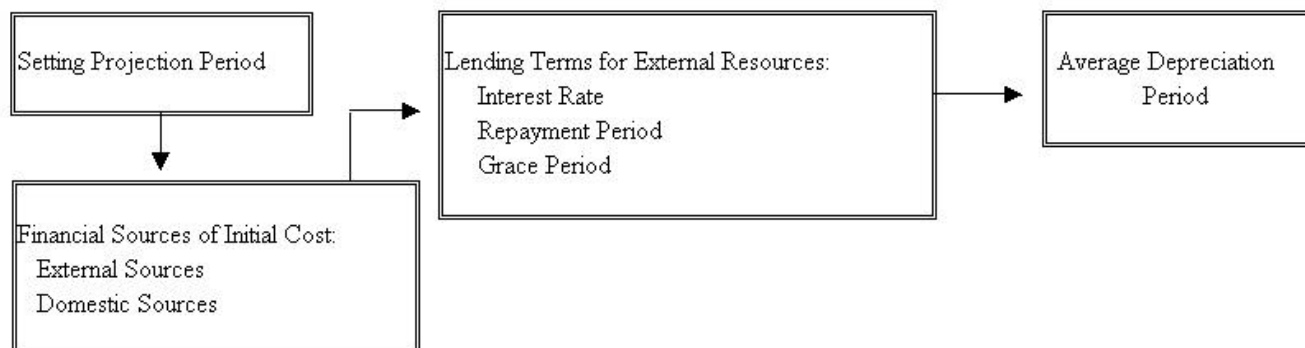 Setting Projection Period
Financial Sources of Initial Cost:
External Sources
Domestic Sources
Lending Terms for External Resources:
Interest Rate
Repayment Period
Grace Period
Average Depreciation
Period